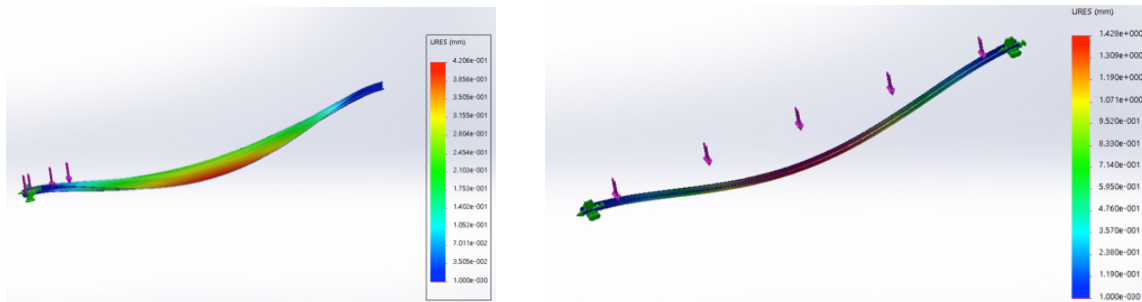 URES (mm)
4.206e-001
3.856e-001
3.505e-001
3.155e-001
2.804e-001
2.454e-001
2.103e-001
1.753e-001
1.402e-001
1.052e-001
7.011e-002
3.505e-002
1.000e-030
URES (mm)
1.428e+000
1.309e+000
1.190e+000
1.071e+000
9.520e-001
8.330e-001
7.140e-001
5.950e-001
4.760e-001
3.570e-001
2.380e-001
1.190e-001
1.000e-030